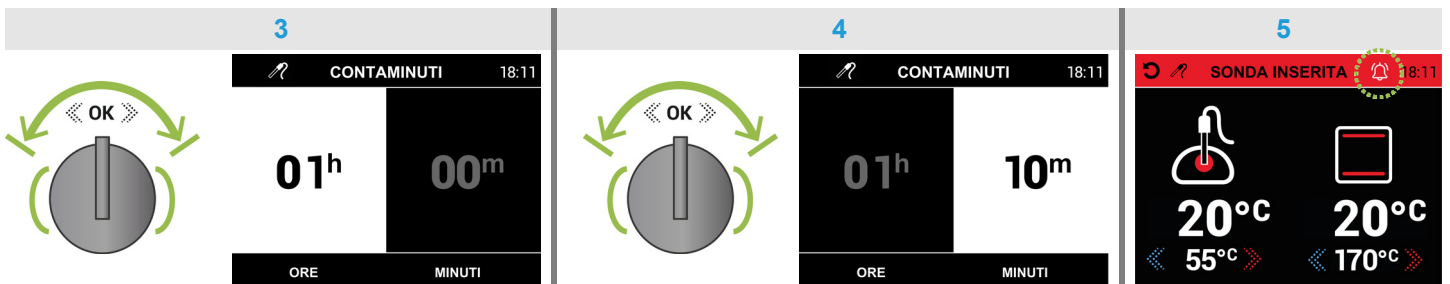 3
OK
CONTAMINUTI 18:11
01h 00m
ORE MINUTI
4
OK
CONTAMINUTI 18:11
01h 10m
ORE MINUTI
5
SONDA INSERITA 18:11
20°C 20°C
55°C 170°C